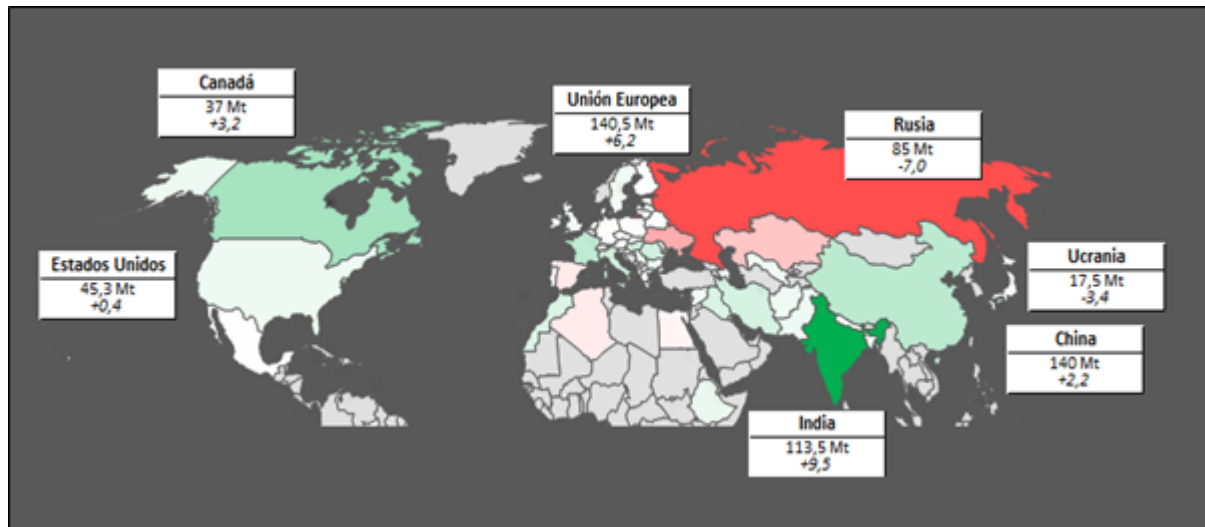 Canadá
37 Mt
+3,2
Unión Europea
140,5 Mt
+6,2
Rusia
85 Mt
-7,0
Estados Unidos
45,3 Mt
+0,4
Ucrania
17,5 Mt
-3,4
China
140 Mt
+2,2
India
113,5 Mt
+9,5